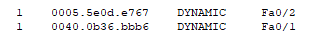 1 0005.5e0d.e767 DYNAMIC Fa0/2
1 0040.0b36.bbb6 DYNAMIC Fa0/1